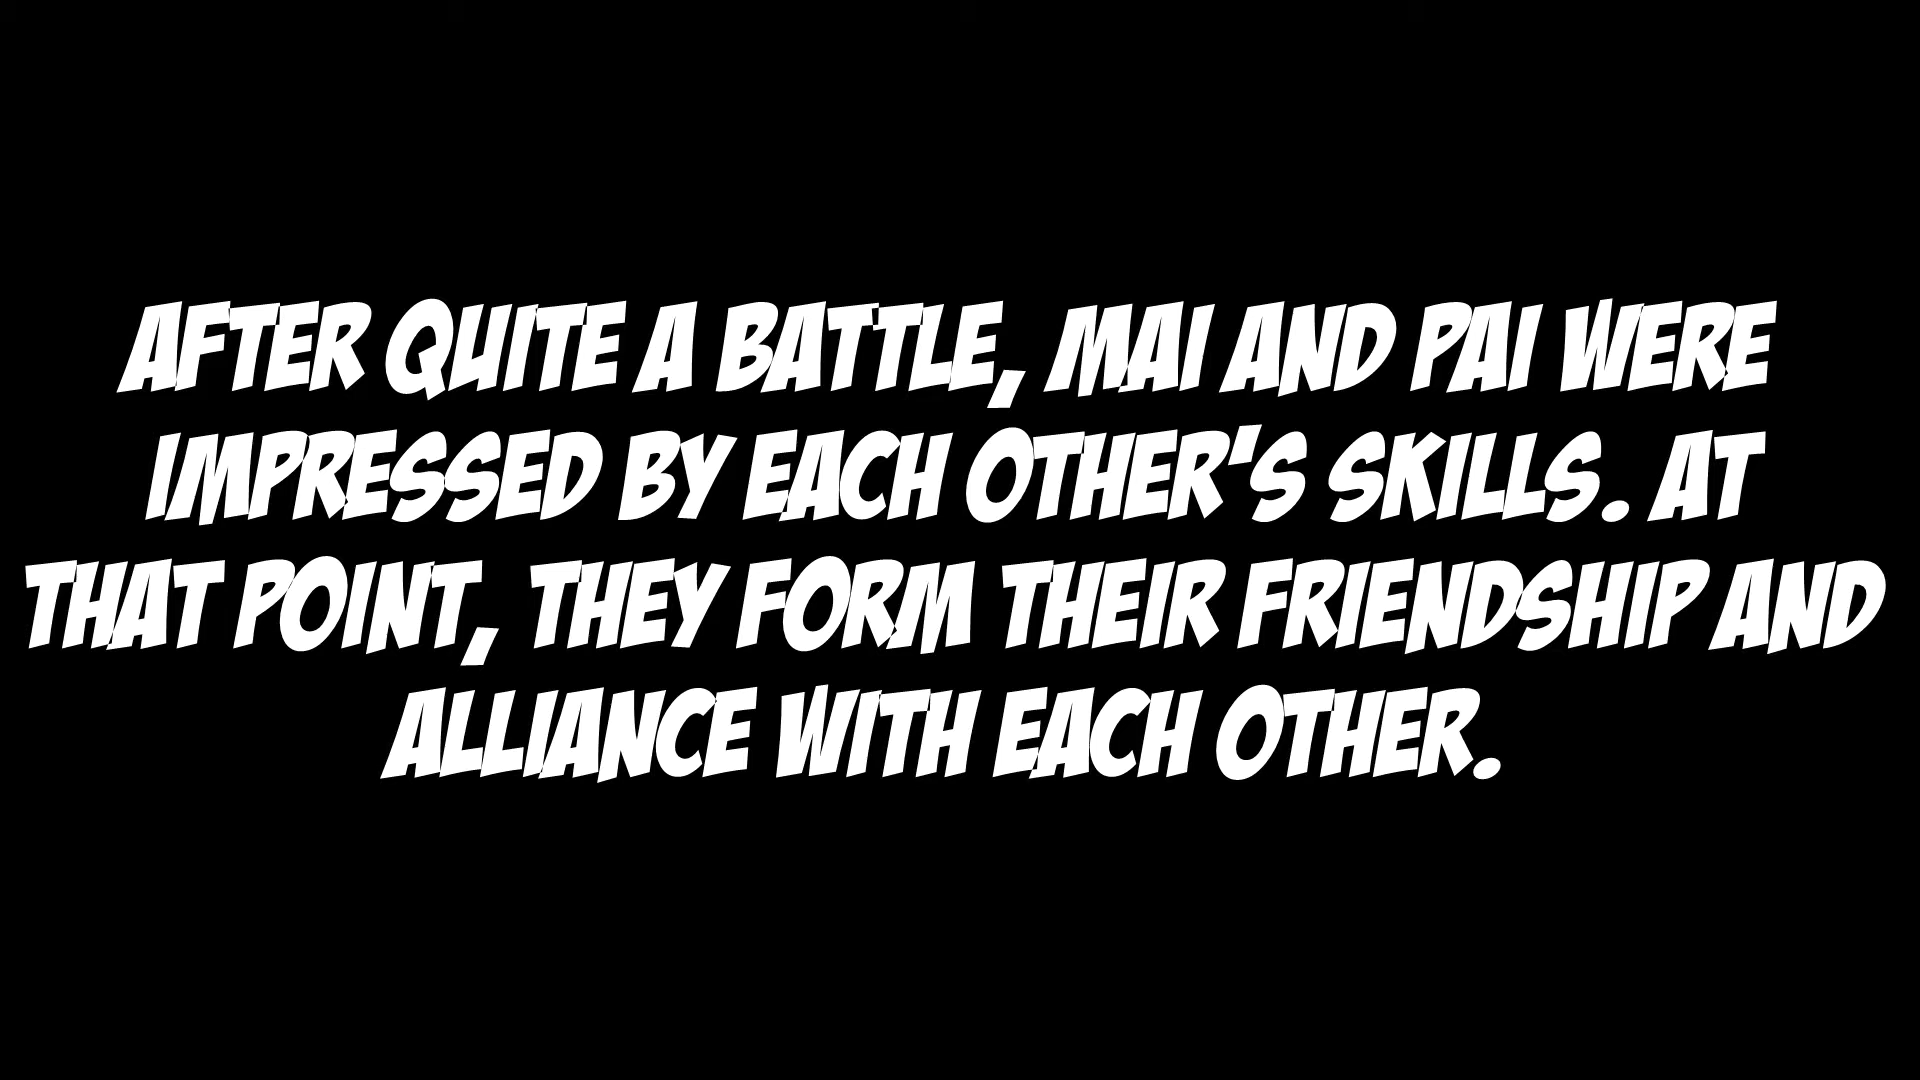 AFTER QUITE A BATTLE, MAI AND PAI WERE
IMPRESSED BY EACH OTHER'S SKILLS. AT
THAT POINT, THEY FORM THEIR FRIENDSHIP AND
ALLIANCE WITH EACH OTHER.